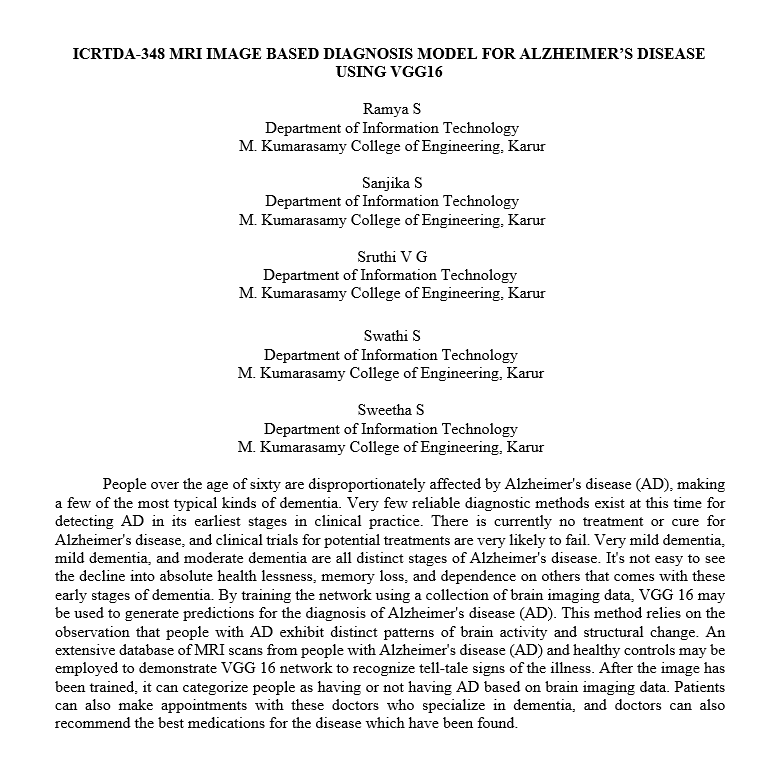 ICRTDA-348 MRI IMAGE BASED DIAGNOSIS MODEL FOR ALZHEIMER’S DISEASE
USING VGG16
Ramya S
Department of Information Technology
M. Kumarasamy College of Engineering, Karur
Sanjika S
Department of Information Technology
M. Kumarasamy College of Engineering, Karur
Sruthi V G
Department of Information Technology
M. Kumarasamy College of Engineering, Karur
Swathi S
Department of Information Technology
M. Kumarasamy College of Engineering, Karur
Sweetha S
Department of Information Technology
M. Kumarasamy College of Engineering, Karur
People over the age of sixty are disproportionately affected by Alzheimer's disease (AD), making
a few of the most typical kinds of dementia. Very few reliable diagnostic methods exist at this time for
detecting AD in its earliest stages in clinical practice. There is currently no treatment or cure for
Alzheimer's disease, and clinical trials for potential treatments are very likely to fail. Very mild dementia,
mild dementia, and moderate dementia are all distinct stages of Alzheimer's disease. It's not easy to see
the decline into absolute health lessness, memory loss, and dependence on others that comes with these
early stages of dementia. By training the network using a collection of brain imaging data, VGG 16 may
be used to generate predictions for the diagnosis of Alzheimer's disease (AD). This method relies on the
observation that people with AD exhibit distinct patterns of brain activity and structural change. An
extensive database of MRI scans from people with Alzheimer's disease (AD) and healthy controls may be
employed to demonstrate VGG 16 network to recognize tell-tale signs of the illness. After the image has
been trained, it can categorize people as having or not having AD based on brain imaging data. Patients
can also make appointments with these doctors who specialize in dementia, and doctors can also
recommend the best medications for the disease which have been found.